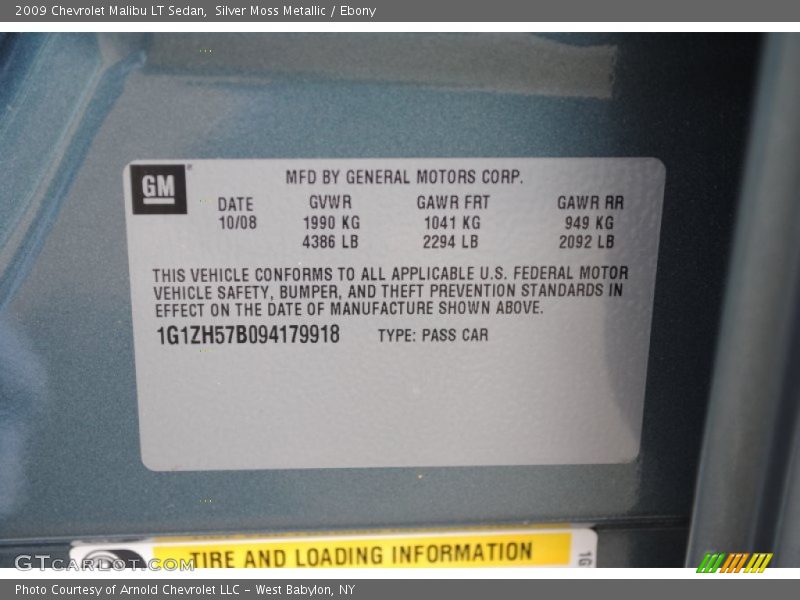 2009 Chevrolet Malibu LT Sedan, Silver Moss Metallic / Ebony
GM
MFD BY GENERAL MOTORS CORP.
DATE GVWR GAWR FRT GAWR RR
10/08 1990 KG 1041 KG 949 KG
4386 LB 2294 LB 2092 LB
THIS VEHICLE CONFORMS TO ALL APPLICABLE U.S. FEDERAL MOTOR
VEHICLE SAFETY, BUMPER, AND THEFT PREVENTION STANDARDS IN
EFFECT ON THE DATE OF MANUFACTURE SHOWN ABOVE.
1G1ZH57B094179918 TYPE: PASS CAR
TIRE AND LOADING INFORMATION
1G
GTCarLot.com
Photo Courtesy of Arnold Chevrolet LLC - West Babylon, NY